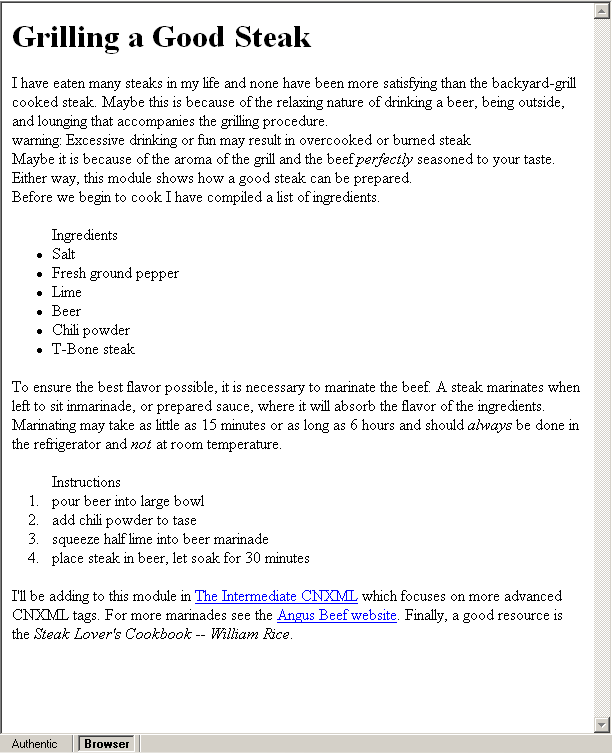 Grilling a Good Steak
I have eaten many steaks in my life and none have been more satisfying than the backyard-grill
cooked steak. Maybe this is because of the relaxing nature of drinking a beer, being outside,
and lounging that accompanies the grilling procedure.
warning: Excessive drinking or fun may result in overcooked or burned steak
Maybe it is because of the aroma of the grill and the beef perfectly seasoned to your taste.
Either way, this module shows how a good steak can be prepared.
Before we begin to cook I have compiled a list of ingredients.
Ingredients
• Salt
• Fresh ground pepper
• Lime
• Beer
• Chili powder
• T-Bone steak
To ensure the best flavor possible, it is necessary to marinate the beef. A steak marinates when
left to sit inmarinade, or prepared sauce, where it will absorb the flavor of the ingredients.
Marinating may take as little as 15 minutes or as long as 6 hours and should always be done in
the refrigerator and not at room temperature.
Instructions
1. pour beer into large bowl
2. add chili powder to tase
3. squeeze half lime into beer marinade
4. place steak in beer, let soak for 30 minutes
I'll be adding to this module in The Intermediate CNXML which focuses on more advanced
CNXML tags. For more marinades see the Angus Beef website. Finally, a good resource is
the Steak Lover's Cookbook -- William Rice.
Authentic Browser